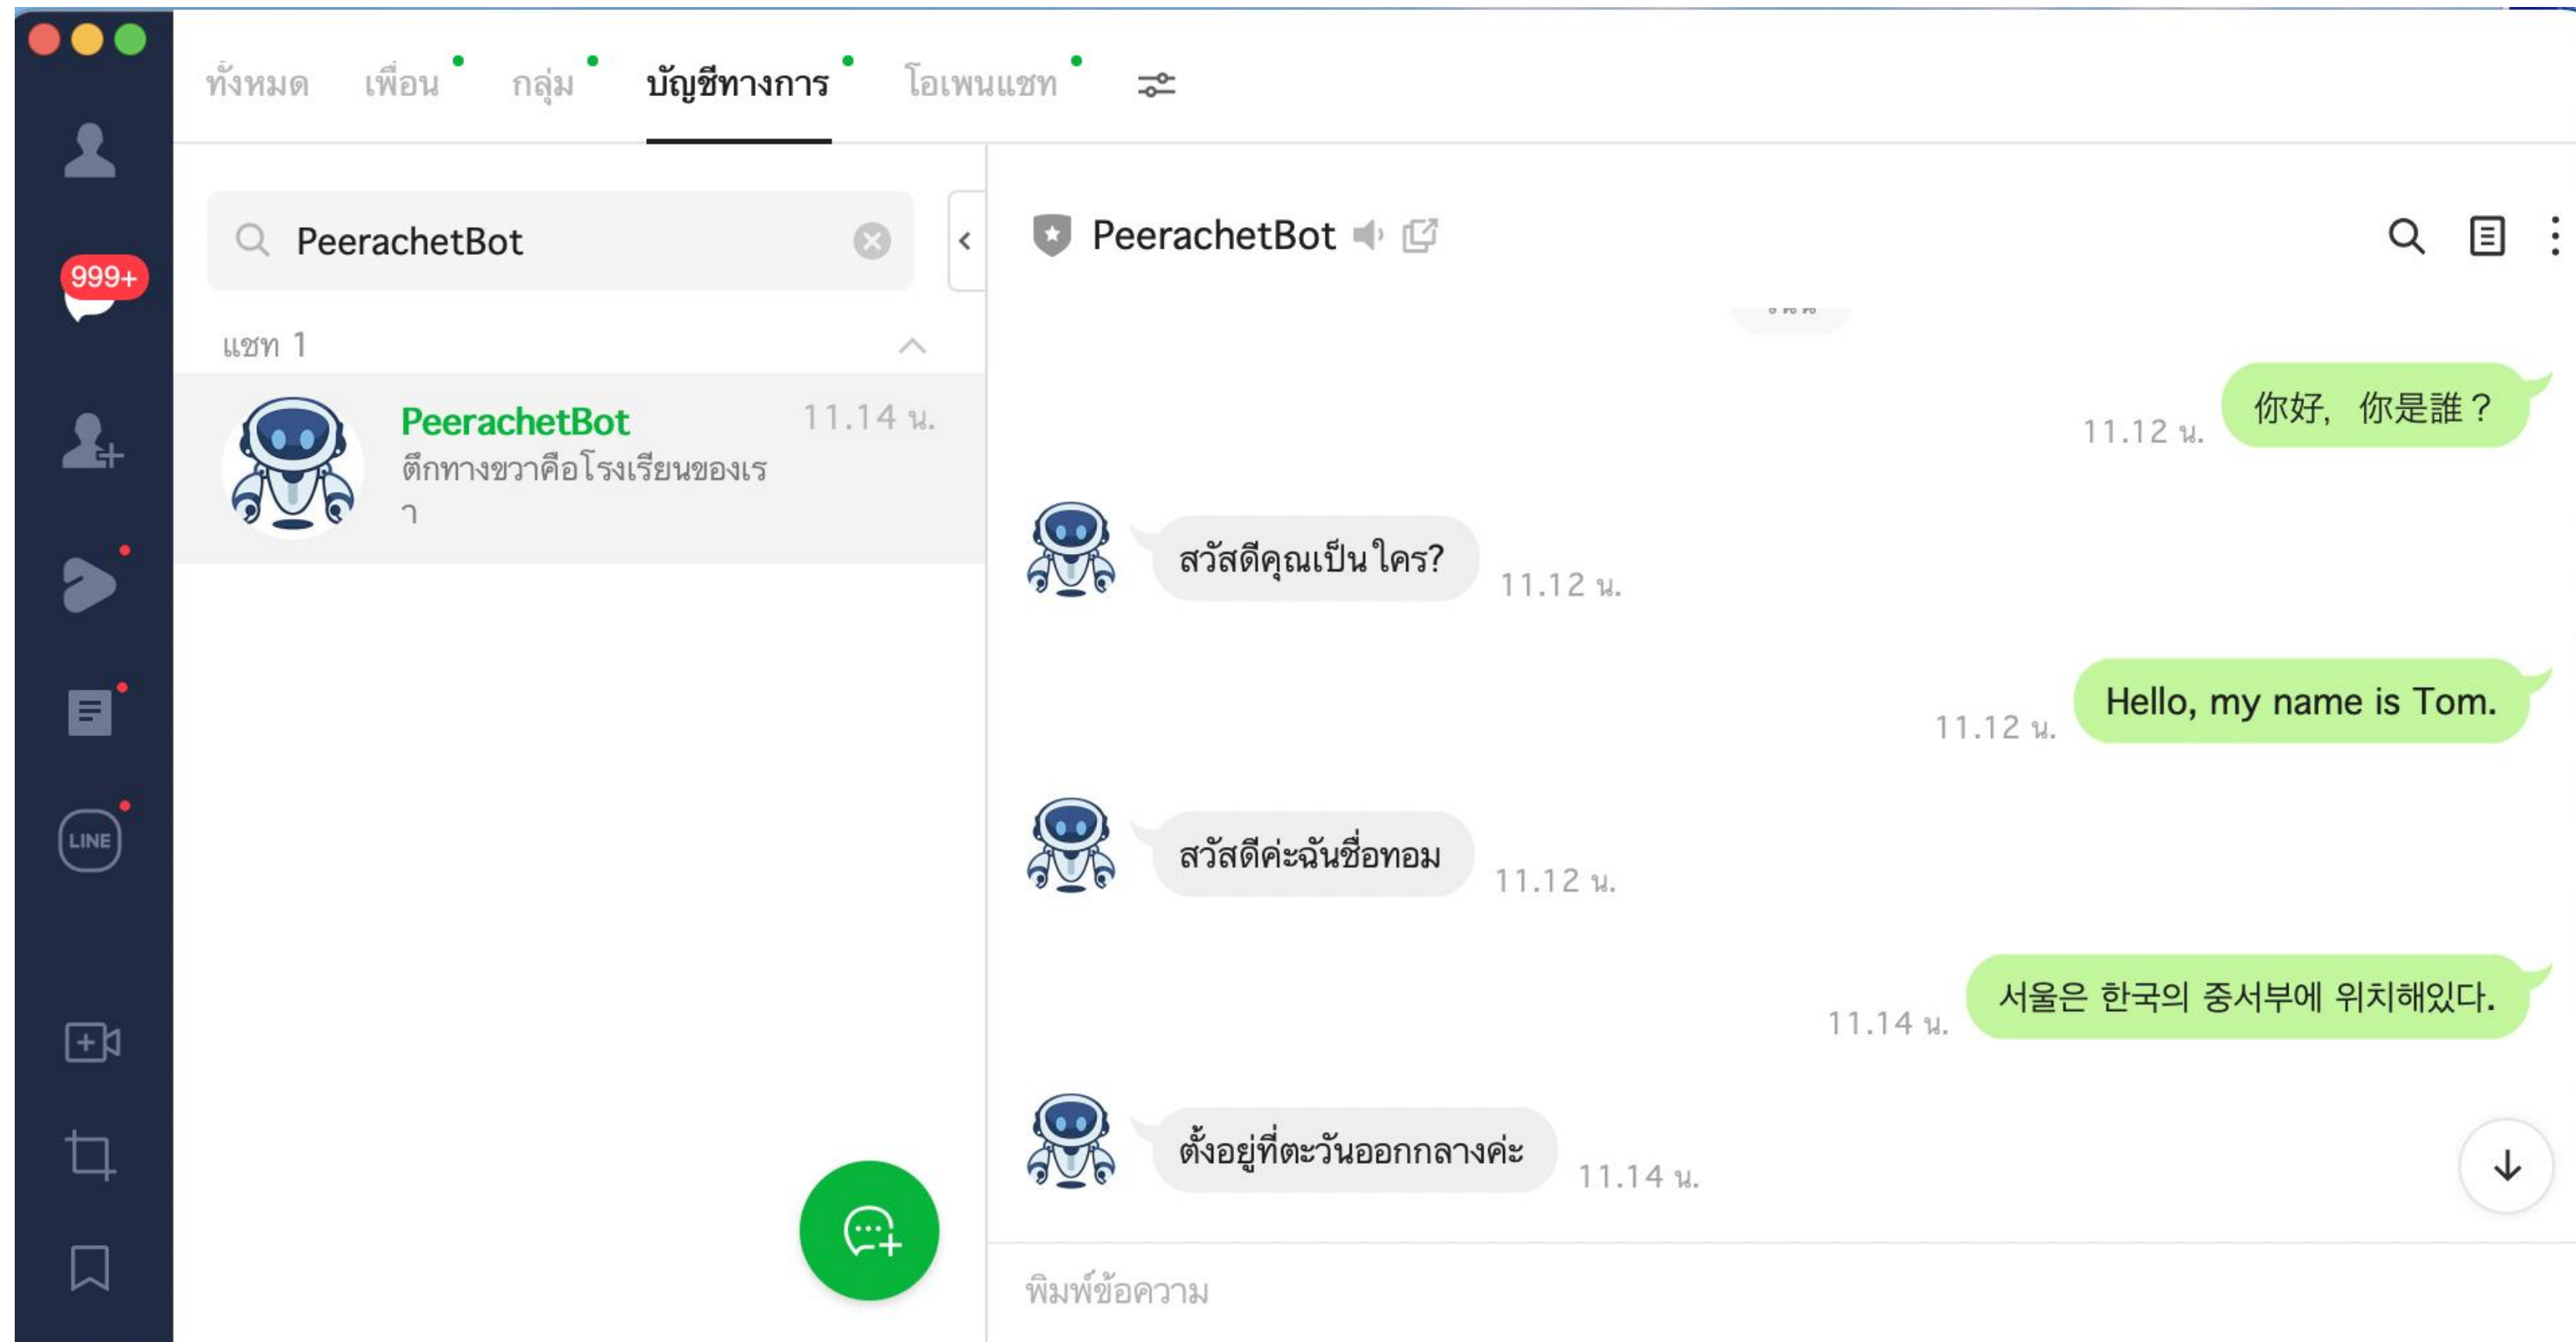 ทั้งหมด เพื่อน กลุ่ม บัญชีทางการ โอเพนแชท
999+
LINE
PeerachetBot
แชท 1
PeerachetBot 11.14 น.
ตึกทางขวาคือโรงเรียนของเร
า
PeerachetBot
你好，你是誰？
11.12 น.
สวัสดีคุณเป็นใคร?
11.12 น.
Hello, my name is Tom.
11.12 น.
สวัสดีค่ะฉันชื่อทอม
11.12 น.
서울은 한국의 중서부에 위치해있다.
11.14 น.
ตั้งอยู่ที่ตะวันออกกลางค่ะ
11.14 น.
พิมพ์ข้อความ